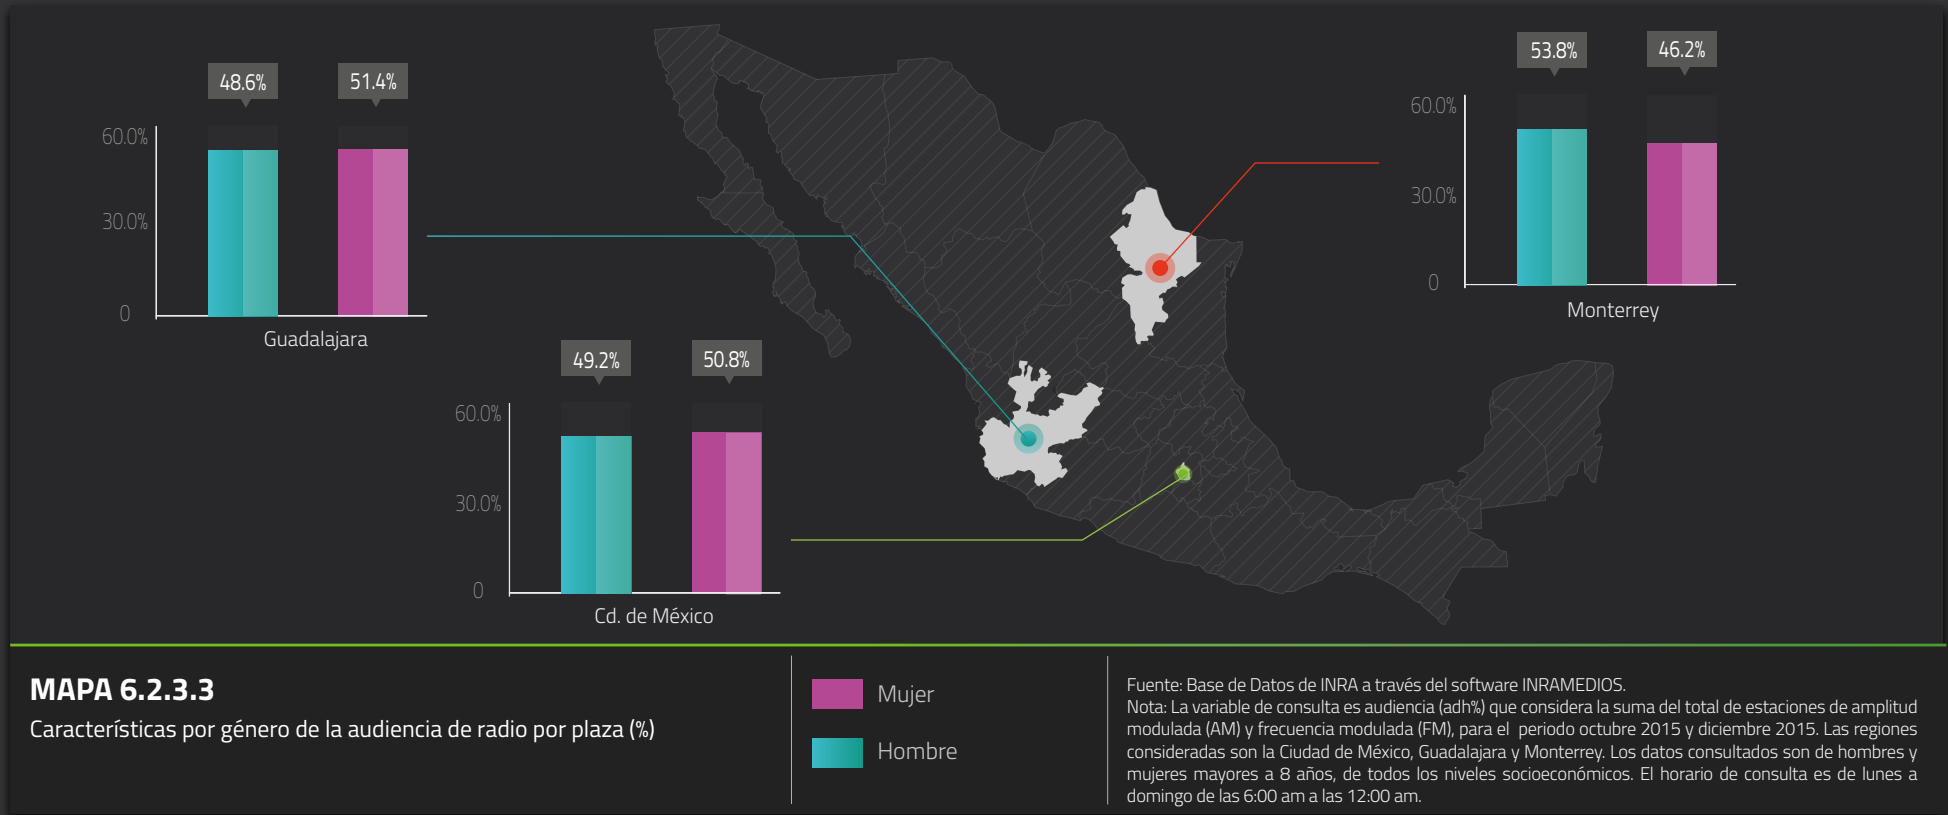 48.6%
51.4%
60.0%
30.0%
0
Guadalajara
49.2%
50.8%
60.0%
30.0%
0
Cd. de México
53.8%
46.2%
60.0%
30.0%
0
Monterrey
MAPA 6.2.3.3
Características por género de la audiencia de radio por plaza (%)
Mujer
Hombre
Fuente: Base de Datos de INRA a través del software INRAMEDIOS.
Nota: La variable de consulta es audiencia (adh%) que considera la suma del total de estaciones de amplitud
modulada (AM) y frecuencia modulada (FM), para el periodo octubre 2015 y diciembre 2015. Las regiones
consideradas son la Ciudad de México, Guadalajara y Monterrey. Los datos consultados son de hombres y
mujeres mayores a 8 años, de todos los niveles socioeconómicos. El horario de consulta es de lunes a
domingo de las 6:00 am a las 12:00 am.